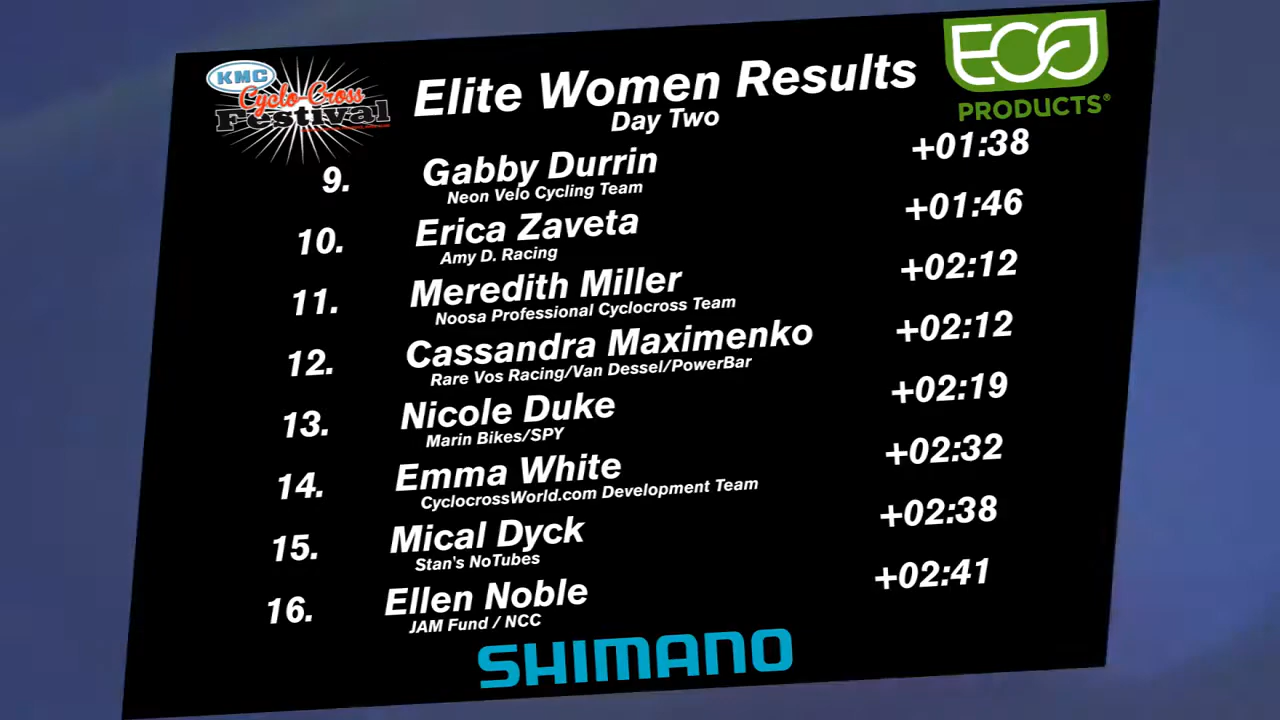 KMC
Cyclo-Cross
Festival
Elite Women Results
Day Two
ECO
PRODUCTS®
9. Gabby Durrin +01:38
Neon Velo Cycling Team
10. Erica Zaveta +01:46
Amy D. Racing
11. Meredith Miller +02:12
Noosa Professional Cyclocross Team
12. Cassandra Maximenko +02:12
Rare Vos Racing/Van Dessel/PowerBar
13. Nicole Duke +02:19
Marin Bikes/SPY
14. Emma White +02:32
CyclocrossWorld.com Development Team
15. Mical Dyck +02:38
Stan's NoTubes
16. Ellen Noble +02:41
JAM Fund / NCC
SHIMANO